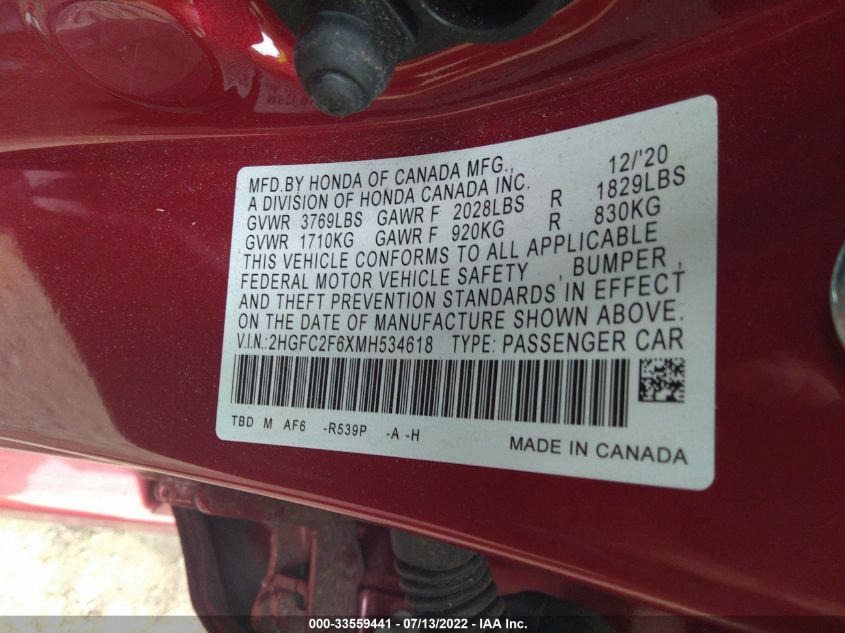 MFD.BY HONDA OF CANADA MFG., 12/'20
A DIVISION OF HONDA CANADA INC.
GVWR 3769LBS GAWR F 2028LBS R 1829LBS
GVWR 1710KG GAWR F 920KG R 830KG
THIS VEHICLE CONFORMS TO ALL APPLICABLE
FEDERAL MOTOR VEHICLE SAFETY , BUMPER ,
AND THEFT PREVENTION STANDARDS IN EFFECT
ON THE DATE OF MANUFACTURE SHOWN ABOVE.
V.I.N.:2HGFC2F6XMH534618 TYPE: PASSENGER CAR
TBD M AF6 -R539P -A -H
MADE IN CANADA
000-33559441 - 07/13/2022 - IAA Inc.